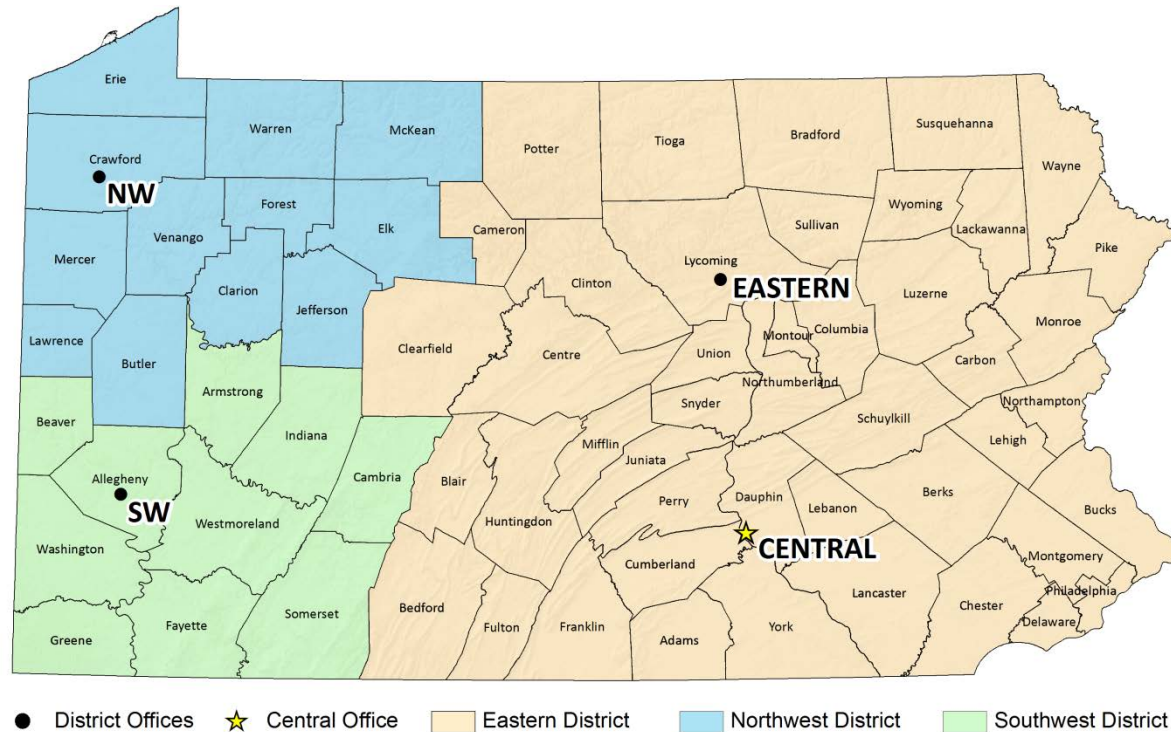 Erie
Warren
McKean
Potter
Tioga
Bradford
Susquehanna
Wayne
Crawford
NW
Forest
Elk
Cameron
Sullivan
Wyoming
Lackawanna
Pike
Mercer
Venango
Clarion
Jefferson
Clinton
Lycoming
EASTERN
Luzerne
Monroe
Lawrence
Butler
Clearfield
Centre
Union
Montour
Columbia
Carbon
Northumberland
Snyder
Northampton
Beaver
Armstrong
Indiana
Cambria
Blair
Mifflin
Juniata
Schuylkill
Lehigh
Allegheny
SW
Westmoreland
Huntingdon
Perry
Dauphin
Lebanon
Berks
Bucks
CENTRAL
Washington
Cumberland
Lancaster
Montgomery
Philadelphia
Chester
Delaware
Greene
Fayette
Somerset
Bedford
Fulton
Franklin
Adams
York
District Offices
Central Office
Eastern District
Northwest District
Southwest District